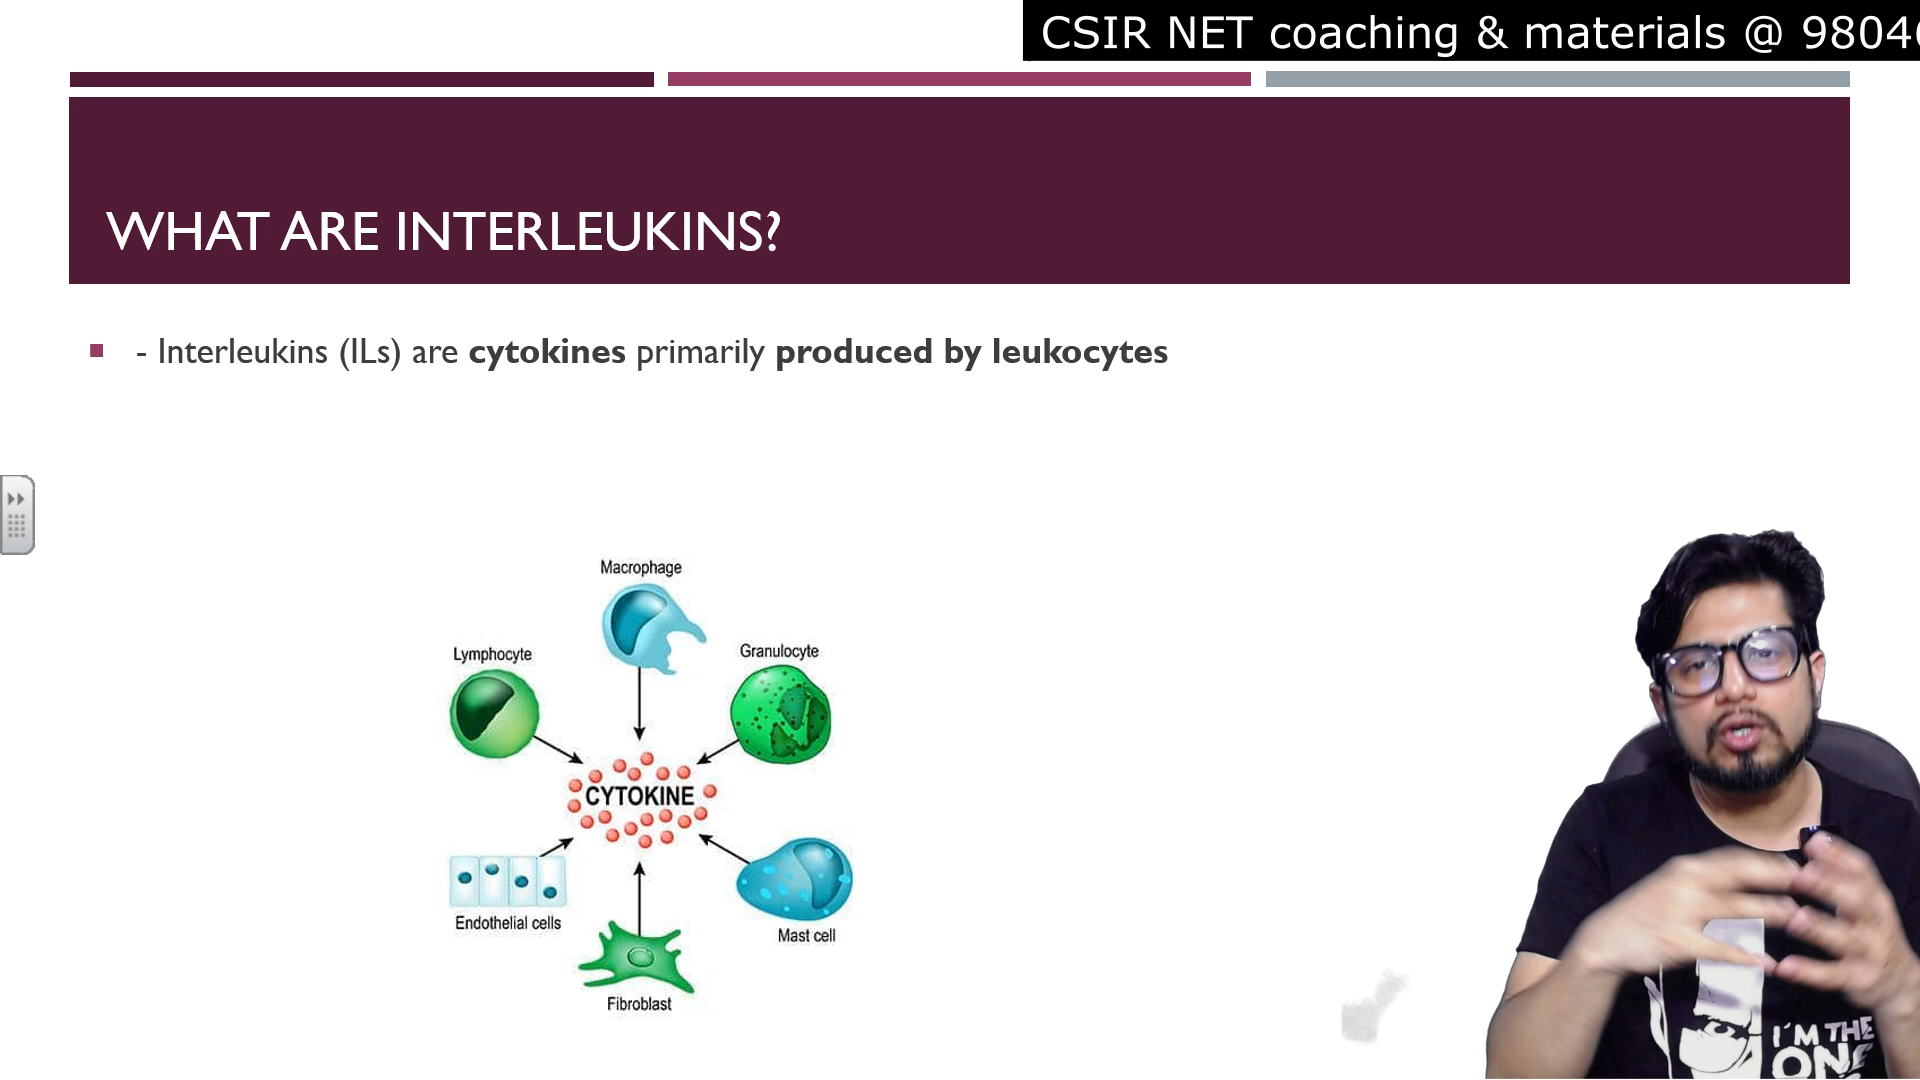 CSIR NET coaching & materials @ 9804
WHAT ARE INTERLEUKINS?
- Interleukins (ILs) are cytokines primarily produced by leukocytes
Macrophage
Lymphocyte
Granulocyte
CYTOKINE
Endothelial cells
Mast cell
Fibroblast
I'M THE
ONE